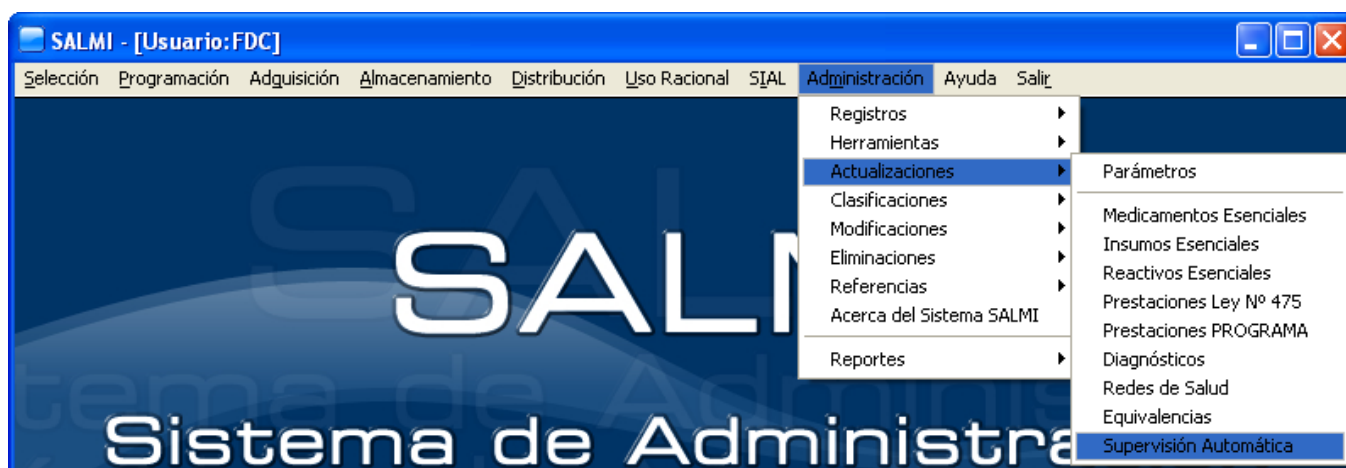 SALMI - [Usuario:FDC]
Selección Programación Adquisición Almacenamiento Distribución Uso Racional SIAL Administración Ayuda Salir
Registros
Herramientas
Actualizaciones
Clasificaciones
Modificaciones
Eliminaciones
Referencias
Acerca del Sistema SALMI
Reportes
Parámetros
Medicamentos Esenciales
Insumos Esenciales
Reactivos Esenciales
Prestaciones Ley Nº 475
Prestaciones PROGRAMA
Diagnósticos
Redes de Salud
Equivalencias
Supervisión Automática
SAL
Sistema de Administra